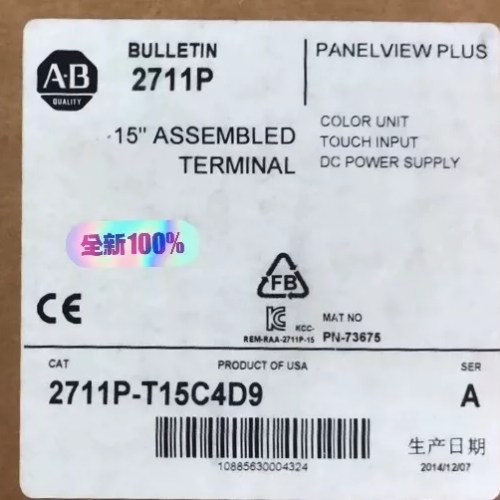 A·B
QUALITY
BULLETIN
2711P
PANELVIEW PLUS
15" ASSEMBLED
TERMINAL
COLOR UNIT
TOUCH INPUT
DC POWER SUPPLY
全新100%
CE
FB
KCC-
REM-RAA-2711P-15
MAT NO
PN-73675
CAT
PRODUCT OF USA
SER
2711P-T15C4D9
A
10885630004324
生产日期
2014/12/07